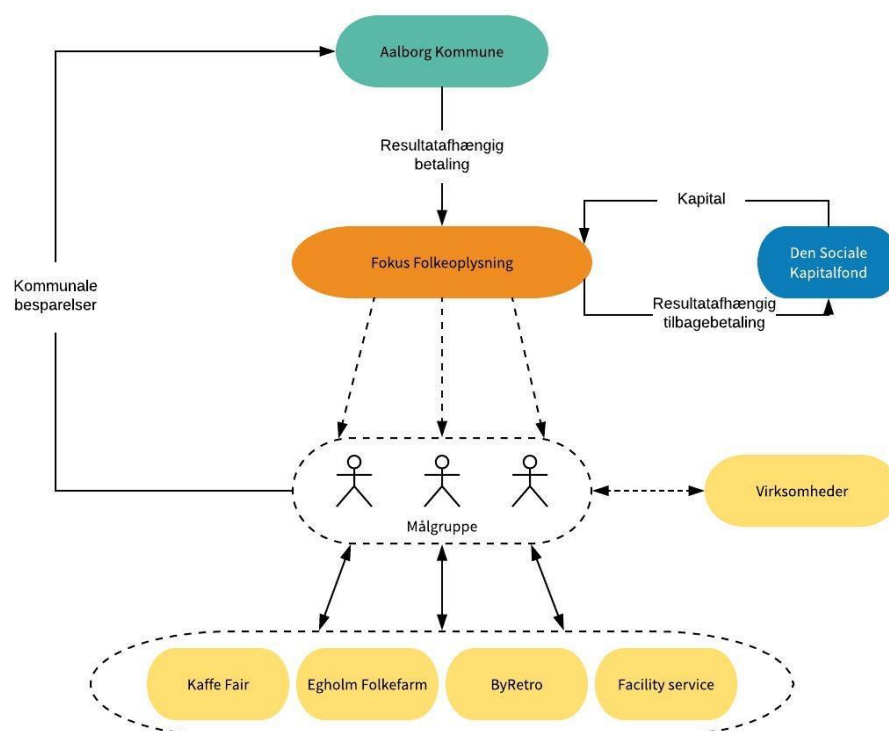 Aalborg Kommune
Resultatafhængig
betaling
Kapital
Fokus Folkeoplysning
Den Sociale
Kapitalfond
Kommunale
besparelser
Resultatafhængig
tilbagebetaling
Virksomheder
Målgruppe
Kaffe Fair
Egholm Folkefarm
ByRetro
Facility service